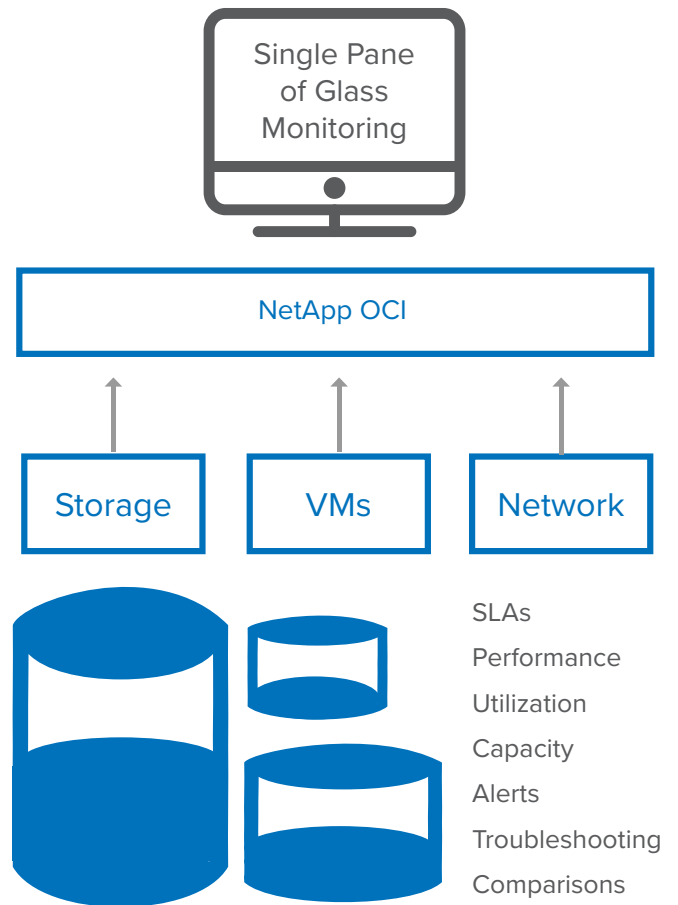 Single Pane
of Glass
Monitoring
NetApp OCI
Storage
VMs
Network
SLAs
Performance
Utilization
Capacity
Alerts
Troubleshooting
Comparisons